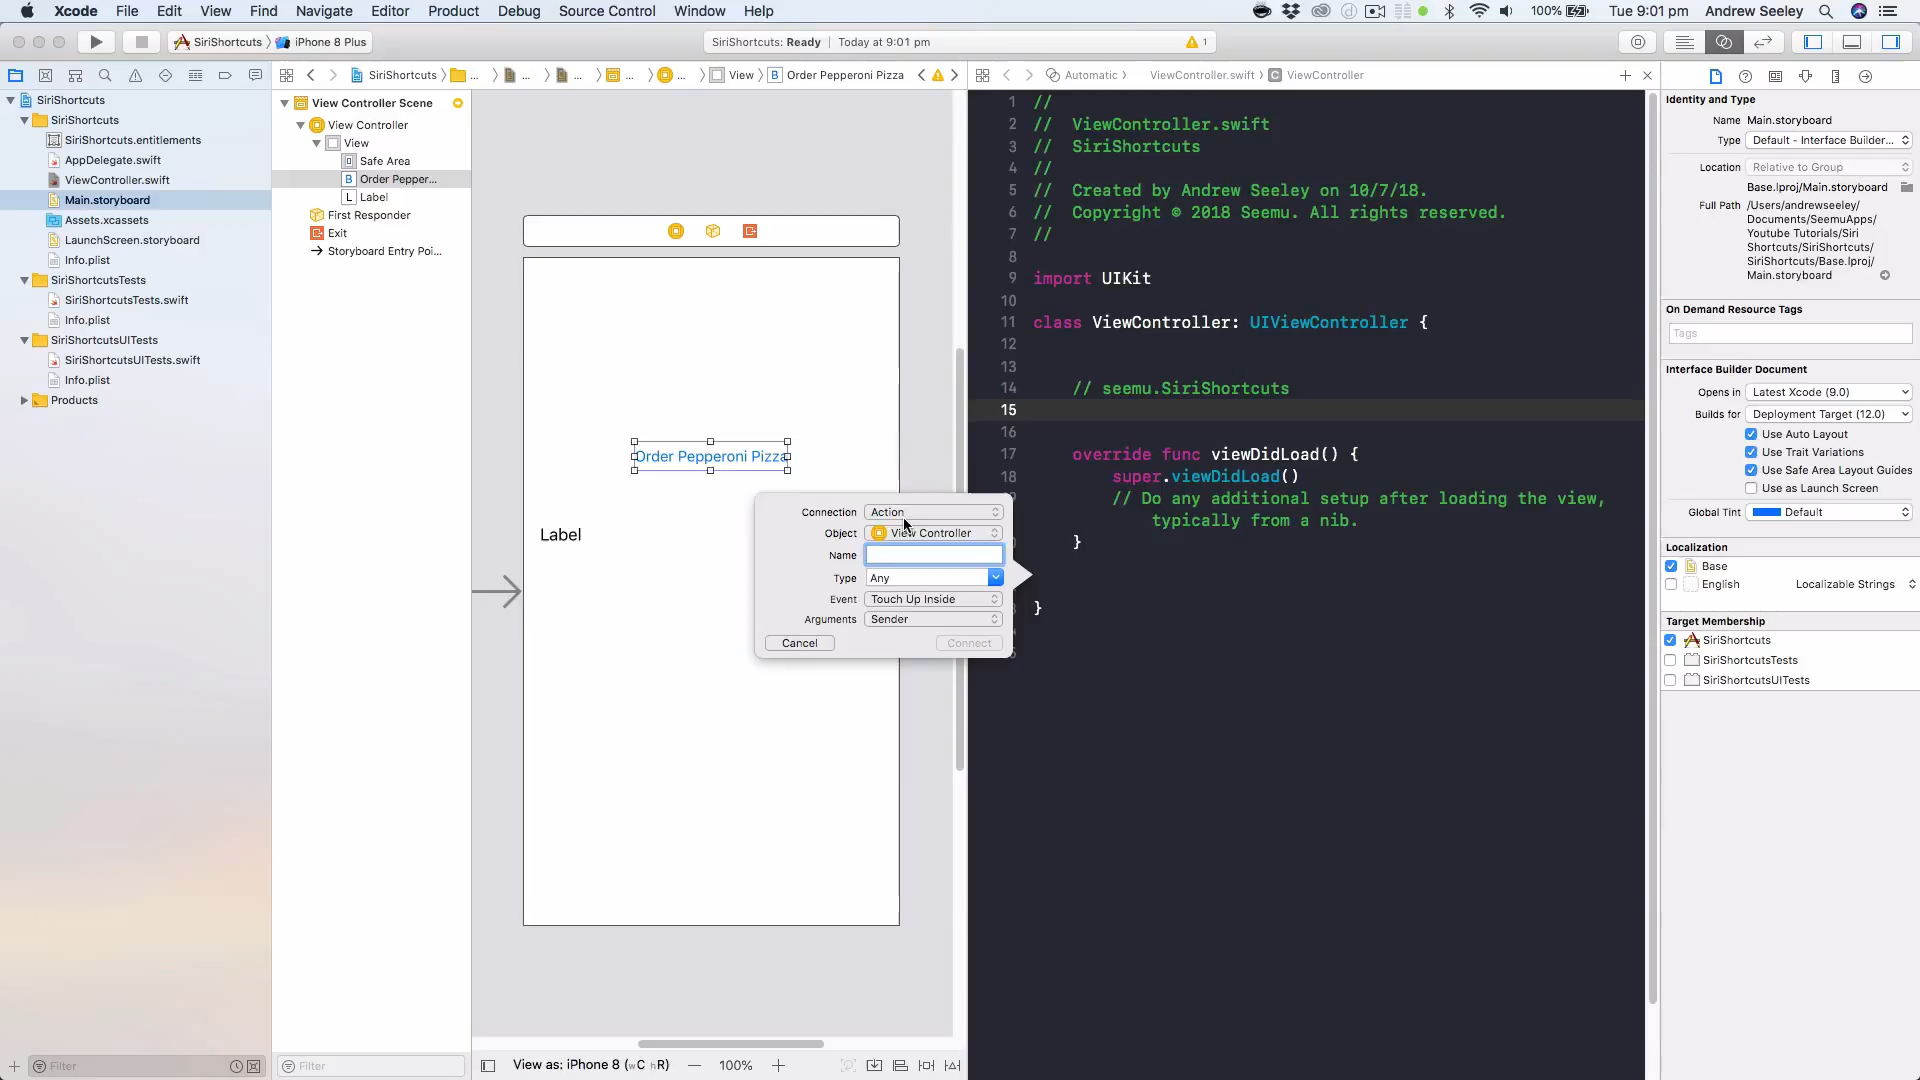 Xcode File Edit View Find Navigate Editor Product Debug Source Control Window Help 100% Tue 9:01 pm Andrew Seeley
SiriShortcuts iPhone 8 Plus SiriShortcuts: Ready Today at 9:01 pm 1
SiriShortcuts ... ... ... ... ... View B Order Pepperoni Pizza Automatic ViewController.swift C ViewController
SiriShortcuts
SiriShortcuts
SiriShortcuts.entitlements
AppDelegate.swift
ViewController.swift
Main.storyboard
Assets.xcassets
LaunchScreen.storyboard
Info.plist
SiriShortcutsTests
SiriShortcutsTests.swift
Info.plist
SiriShortcutsUITests
SiriShortcutsUITests.swift
Info.plist
Products
Filter
View Controller Scene
View Controller
View
Safe Area
B Order Pepper...
L Label
First Responder
Exit
Storyboard Entry Poi...
Filter
Order Pepperoni Pizza
Label
Connection Action
Object View Controller
Name
Type Any
Event Touch Up Inside
Arguments Sender
Cancel Connect
View as: iPhone 8 (wC hR) 100%
1 //
2 // ViewController.swift
3 // SiriShortcuts
4 //
5 // Created by Andrew Seeley on 10/7/18.
6 // Copyright © 2018 Seemu. All rights reserved.
7 //
8
9 import UIKit
10
11 class ViewController: UIViewController {
12
13
14 // seemu.SiriShortcuts
15
16
17 override func viewDidLoad() {
18 super.viewDidLoad()
// Do any additional setup after loading the view,
typically from a nib.
}
}
Identity and Type
Name Main.storyboard
Type Default - Interface Builder...
Location Relative to Group
Base.lproj/Main.storyboard
Full Path /Users/andrewseeley/
Documents/SeemuApps/
Youtube Tutorials/Siri
Shortcuts/SiriShortcuts/
SiriShortcuts/Base.lproj/
Main.storyboard
On Demand Resource Tags
Tags
Interface Builder Document
Opens in Latest Xcode (9.0)
Builds for Deployment Target (12.0)
Use Auto Layout
Use Trait Variations
Use Safe Area Layout Guides
Use as Launch Screen
Global Tint Default
Localization
Base
English Localizable Strings
Target Membership
SiriShortcuts
SiriShortcutsTests
SiriShortcutsUITests